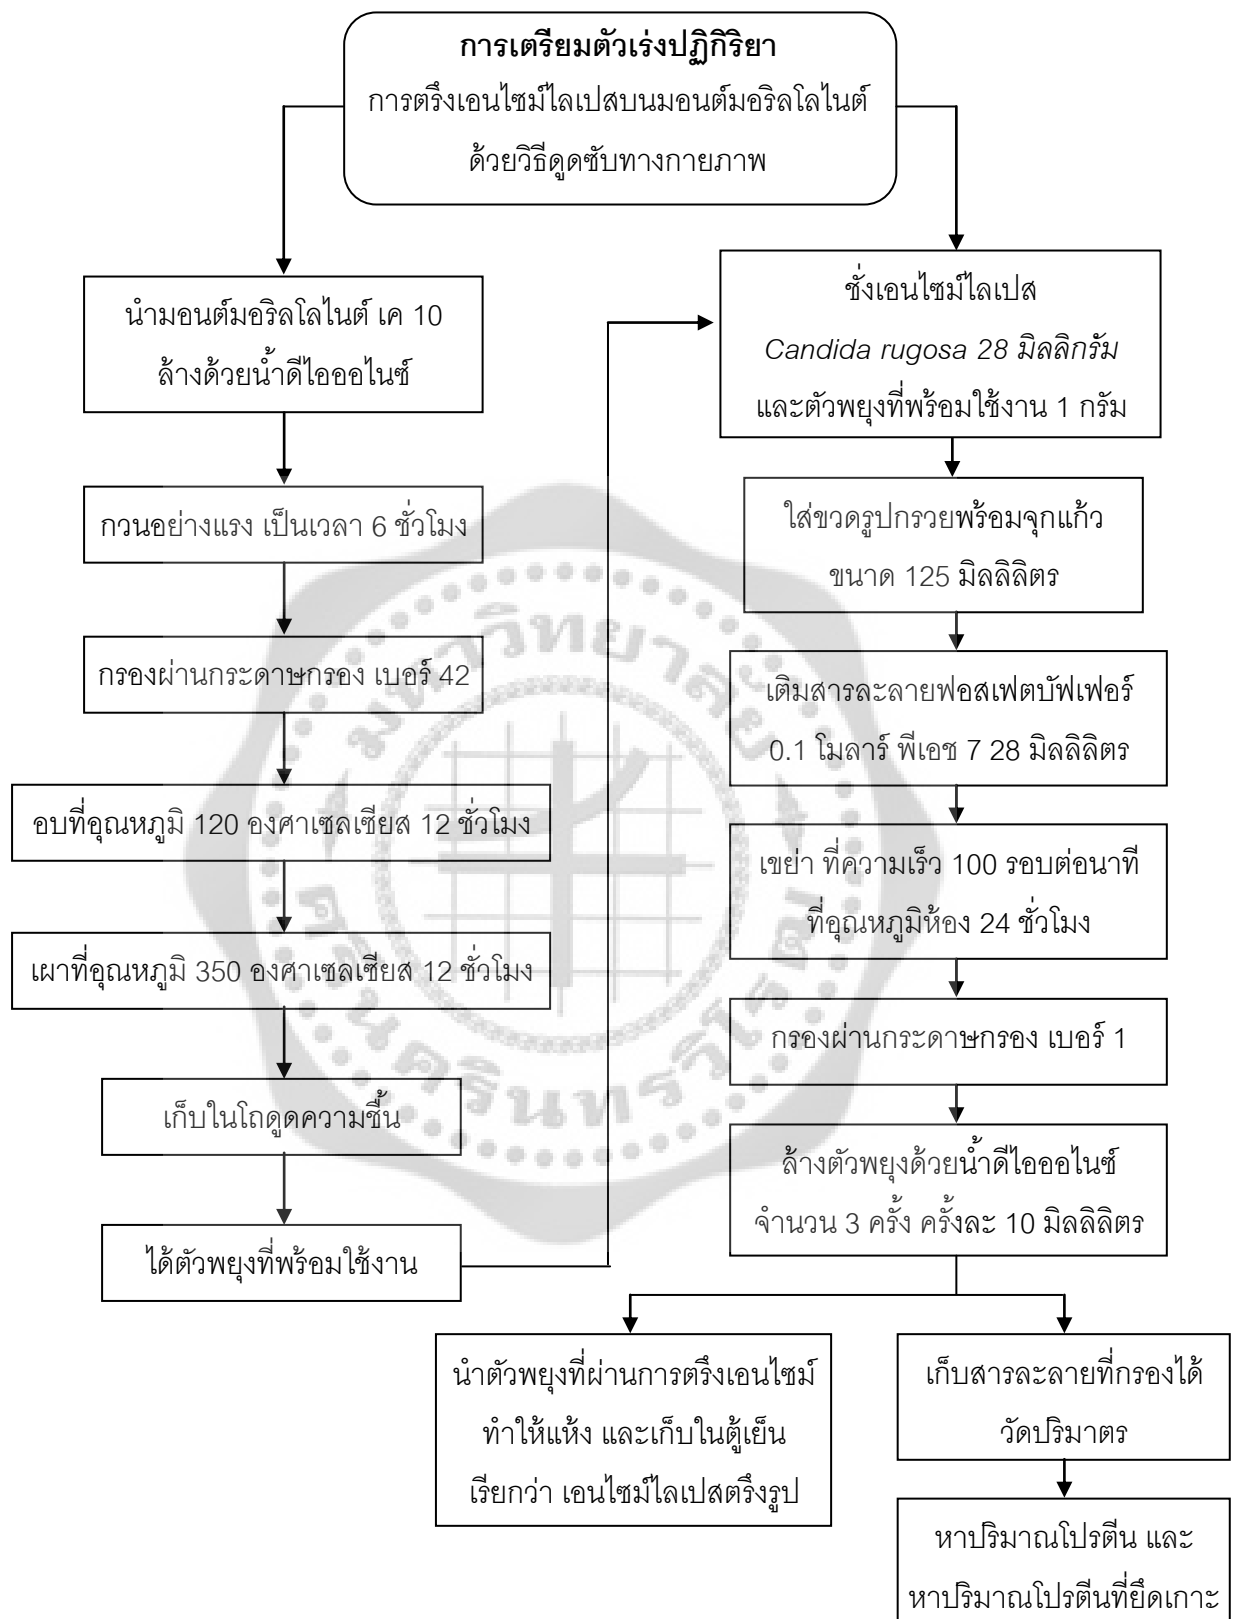 การเตรียมตัวเร่งปฏิกิริยา
การตรึงเอนไซม์ไลเปสบนมอนต์มอริลโลไนต์
ด้วยวิธีดูดซับทางกายภาพ
นำมอนต์มอริลโลไนต์ เค 10
ล้างด้วยน้ำดีไอออไนซ์
กวนอย่างแรง เป็นเวลา 6 ชั่วโมง
กรองผ่านกระดาษกรอง เบอร์ 42
อบที่อุณหภูมิ 120 องศาเซลเซียส 12 ชั่วโมง
เผาที่อุณหภูมิ 350 องศาเซลเซียส 12 ชั่วโมง
เก็บในโถดูดความชื้น
ได้ตัวพยุงที่พร้อมใช้งาน
ชั่งเอนไซม์ไลเปส
Candida rugosa 28 มิลลิกรัม
และตัวพยุงที่พร้อมใช้งาน 1 กรัม
ใส่ขวดรูปกรวยพร้อมจุกแก้ว
ขนาด 125 มิลลิลิตร
เติมสารละลายฟอสเฟตบัฟเฟอร์
0.1 โมลาร์ พีเอช 7 28 มิลลิลิตร
เขย่า ที่ความเร็ว 100 รอบต่อนาที
ที่อุณหภูมิห้อง 24 ชั่วโมง
กรองผ่านกระดาษกรอง เบอร์ 1
ล้างตัวพยุงด้วยน้ำดีไอออไนซ์
จำนวน 3 ครั้ง ครั้งละ 10 มิลลิลิตร
นำตัวพยุงที่ผ่านการตรึงเอนไซม์
ทำให้แห้ง และเก็บในตู้เย็น
เรียกว่า เอนไซม์ไลเปสตรึงรูป
เก็บสารละลายที่กรองได้
วัดปริมาตร
หาปริมาณโปรตีน และ
หาปริมาณโปรตีนที่ยึดเกาะ
มหาวิทยาลัย
ศรีนครินทรวิโรฒ